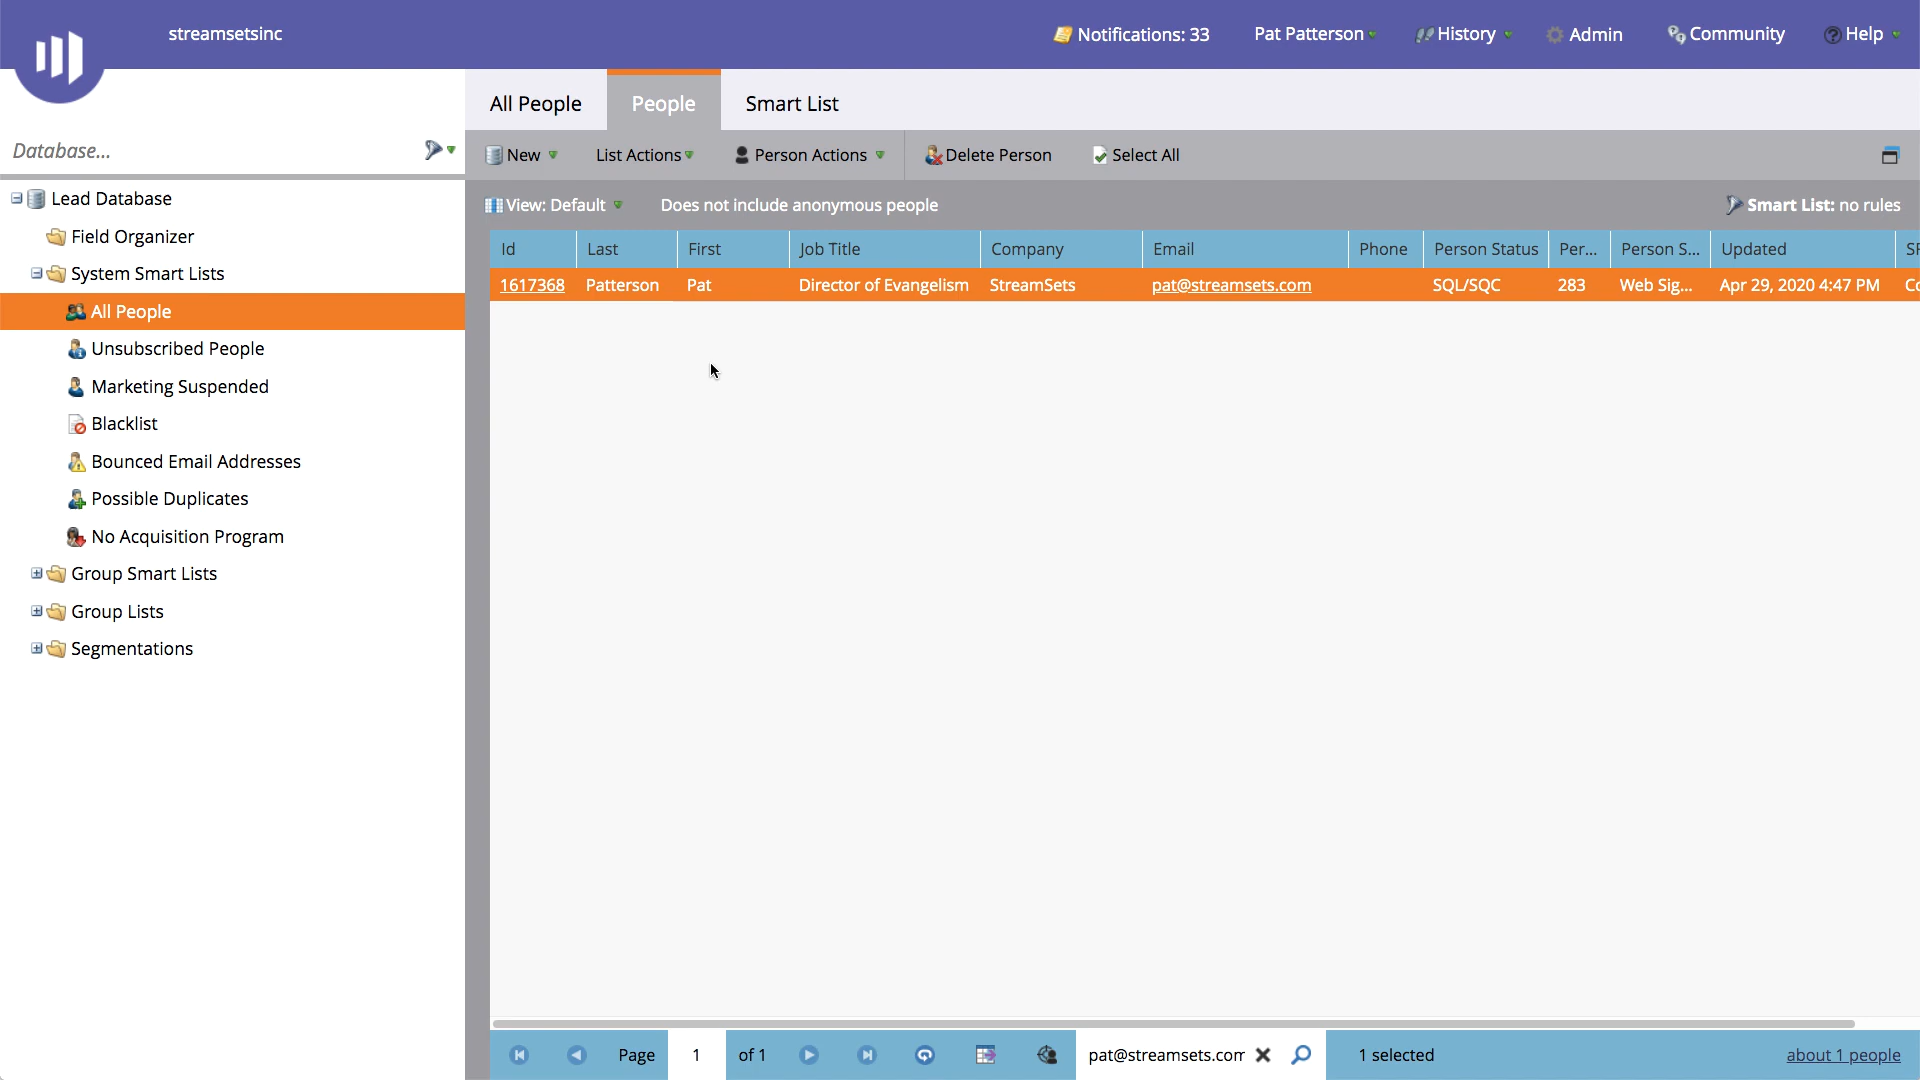 streamsetsinc
Notifications: 33
Pat Patterson
History
Admin
Community
Help
All People
People
Smart List
Database...
New
List Actions
Person Actions
Delete Person
Select All
View: Default
Does not include anonymous people
Smart List: no rules
Lead Database
Field Organizer
System Smart Lists
All People
Unsubscribed People
Marketing Suspended
Blacklist
Bounced Email Addresses
Possible Duplicates
No Acquisition Program
Group Smart Lists
Group Lists
Segmentations
Id Last First Job Title Company Email Phone Person Status Per... Person S... Updated
1617368 Patterson Pat Director of Evangelism StreamSets pat@streamsets.com SQL/SQC 283 Web Sig... Apr 29, 2020 4:47 PM
Page 1 of 1
pat@streamsets.com
1 selected
about 1 people